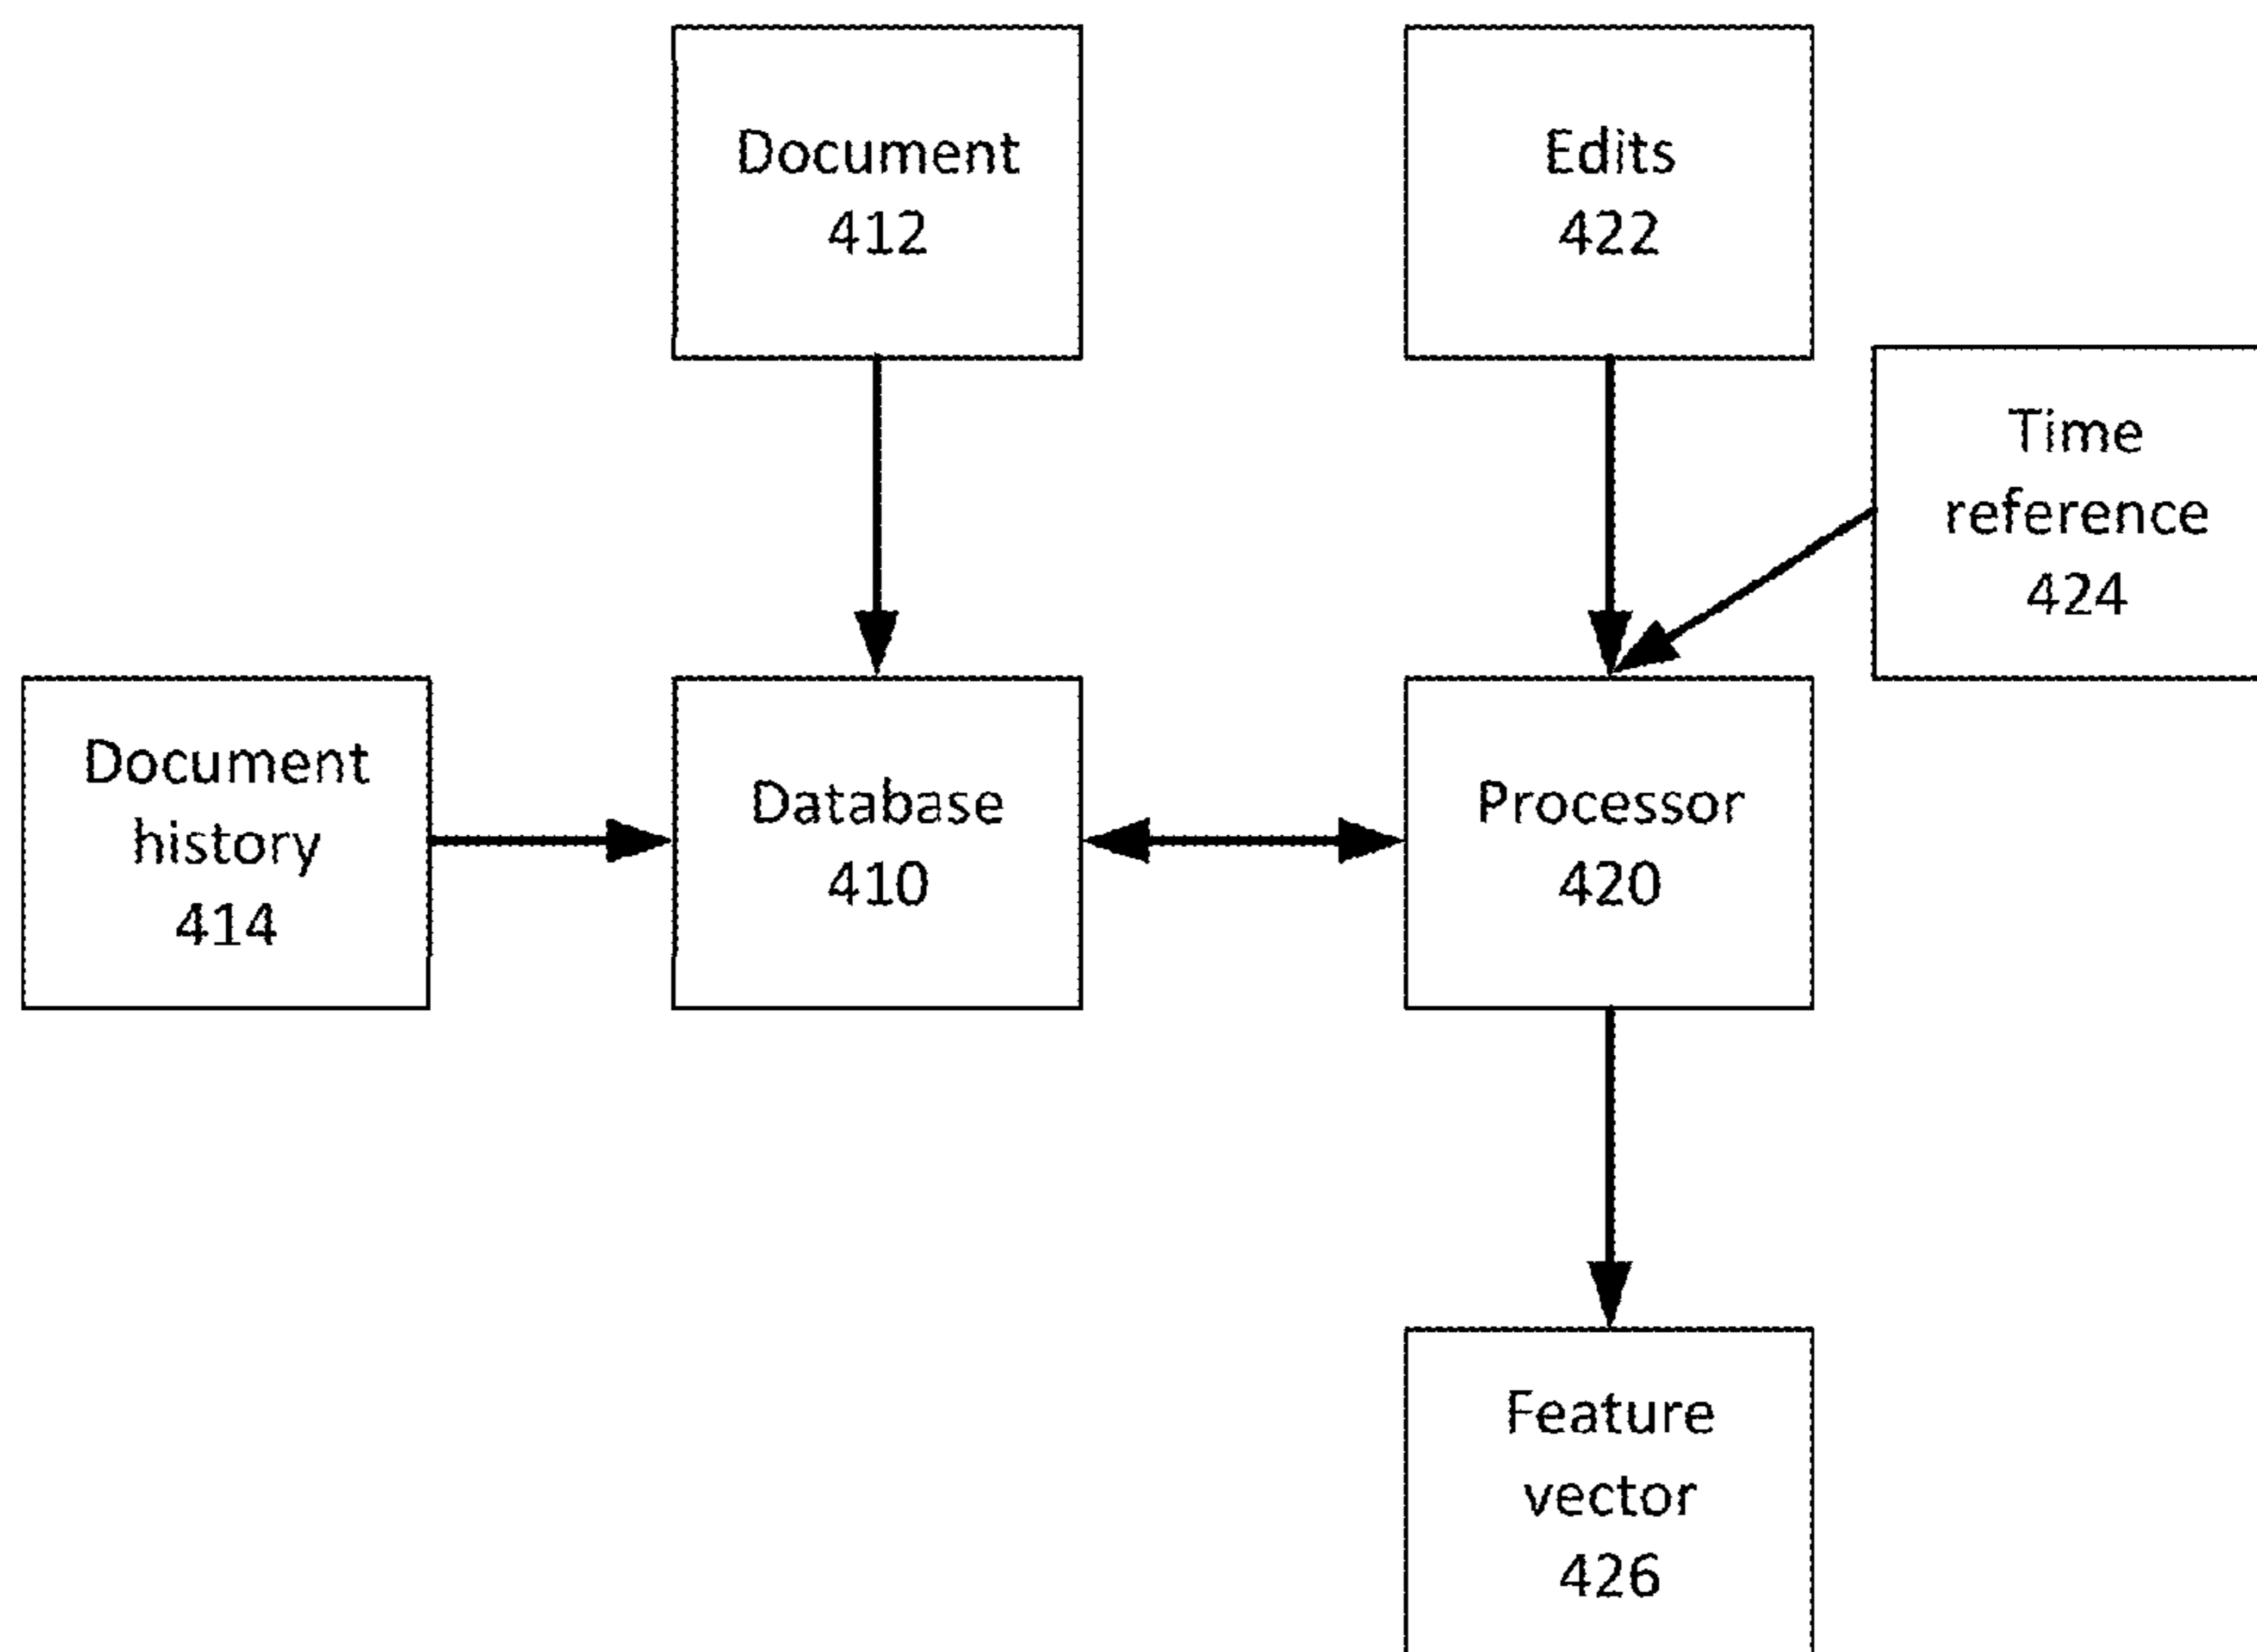 Document
412
Edits
422
Time
reference
424
Document
history
414
Database
410
Processor
420
Feature
vector
426